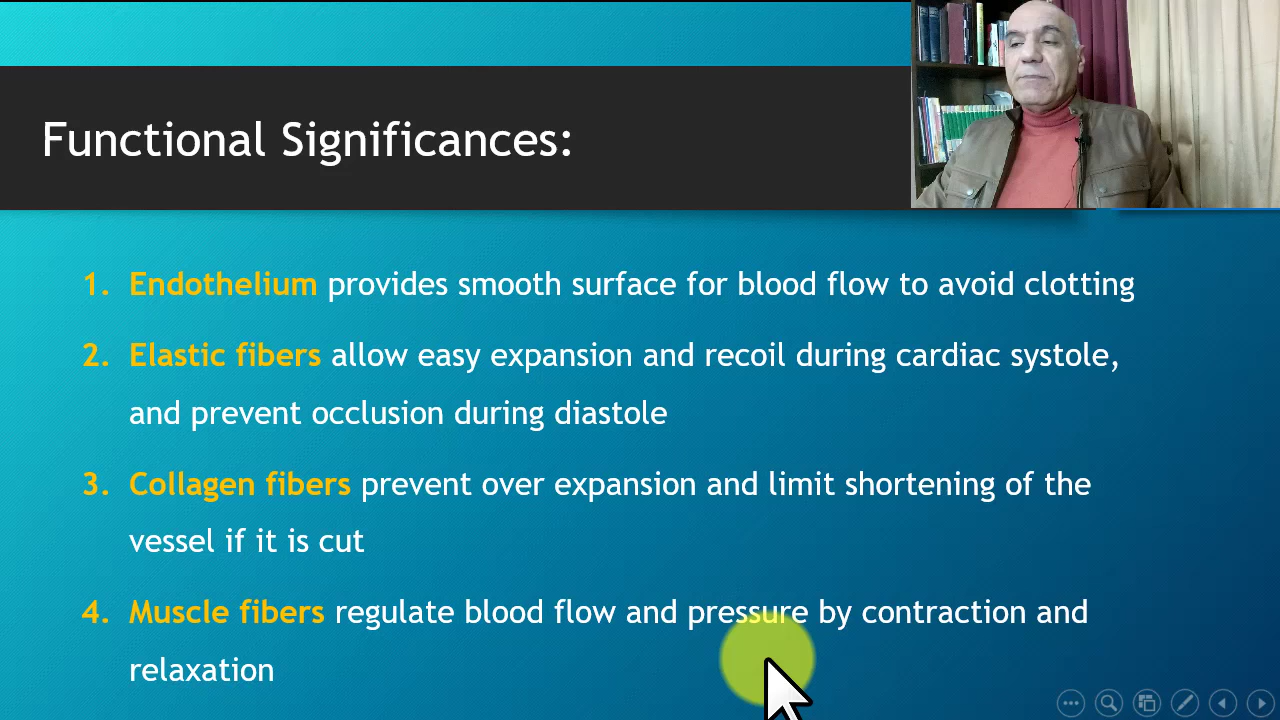 Functional Significances:
1. Endothelium provides smooth surface for blood flow to avoid clotting
2. Elastic fibers allow easy expansion and recoil during cardiac systole,
and prevent occlusion during diastole
3. Collagen fibers prevent over expansion and limit shortening of the
vessel if it is cut
4. Muscle fibers regulate blood flow and pressure by contraction and
relaxation